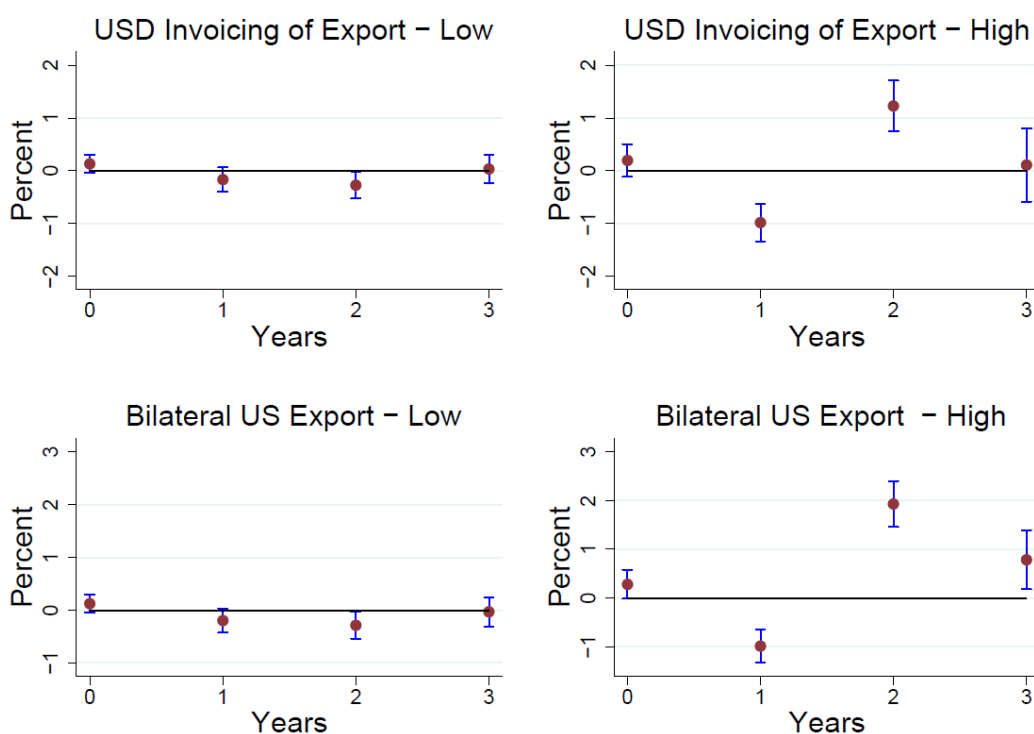 USD Invoicing of Export − Low
Percent
2
1
0
−1
−2
0 1 2 3
Years
USD Invoicing of Export − High
Percent
2
1
0
−1
−2
0 1 2 3
Years
Bilateral US Export − Low
Percent
3
2
1
0
−1
0 1 2 3
Years
Bilateral US Export − High
Percent
3
2
1
0
−1
0 1 2 3
Years